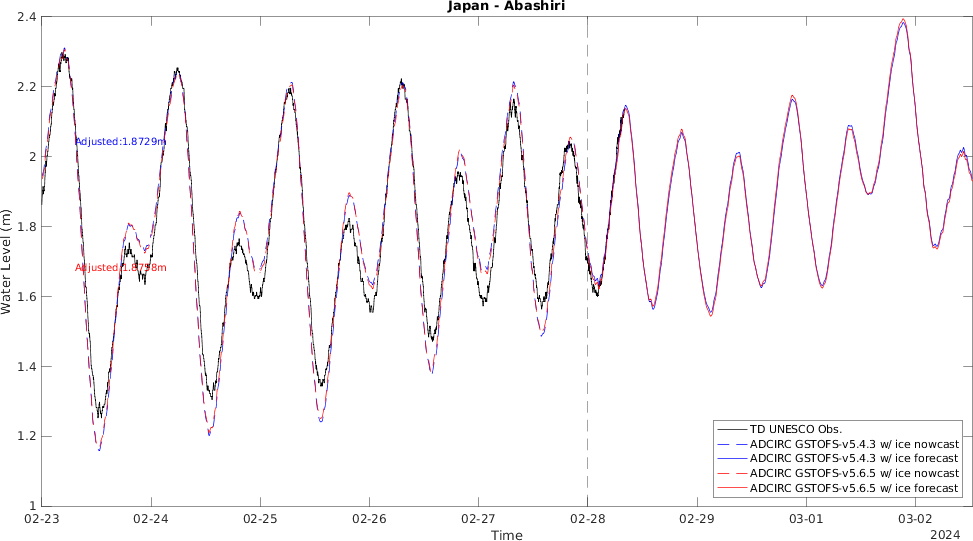 Japan - Abashiri
Water Level (m)
2.4
2.2
2
1.8
1.6
1.4
1.2
1
Adjusted:1.8729m
Adjusted:1.8798m
TD UNESCO Obs.
ADCIRC GSTOFS-v5.4.3 w/ ice nowcast
ADCIRC GSTOFS-v5.4.3 w/ ice forecast
ADCIRC GSTOFS-v5.6.5 w/ ice nowcast
ADCIRC GSTOFS-v5.6.5 w/ ice forecast
02-23
02-24
02-25
02-26
02-27
02-28
02-29
03-01
03-02
Time
2024